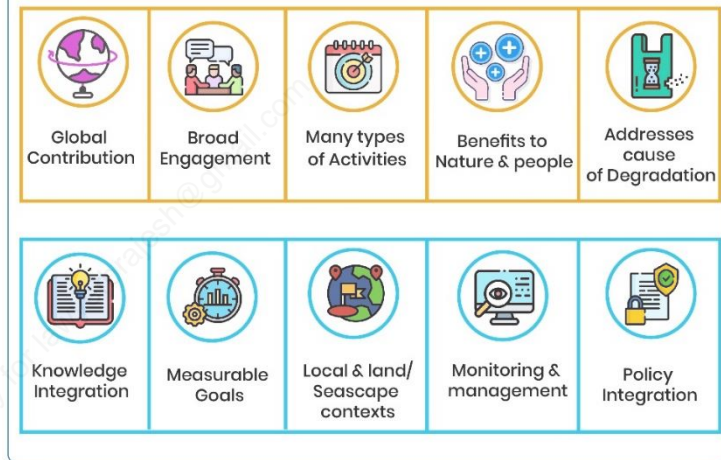 Global
Contribution
Broad
Engagement
Many types
of Activities
Benefits to
Nature & people
Addresses
cause
of Degradation
Knowledge
Integration
Measurable
Goals
Local & land/
Seascape
contexts
Monitoring &
management
Policy
Integration